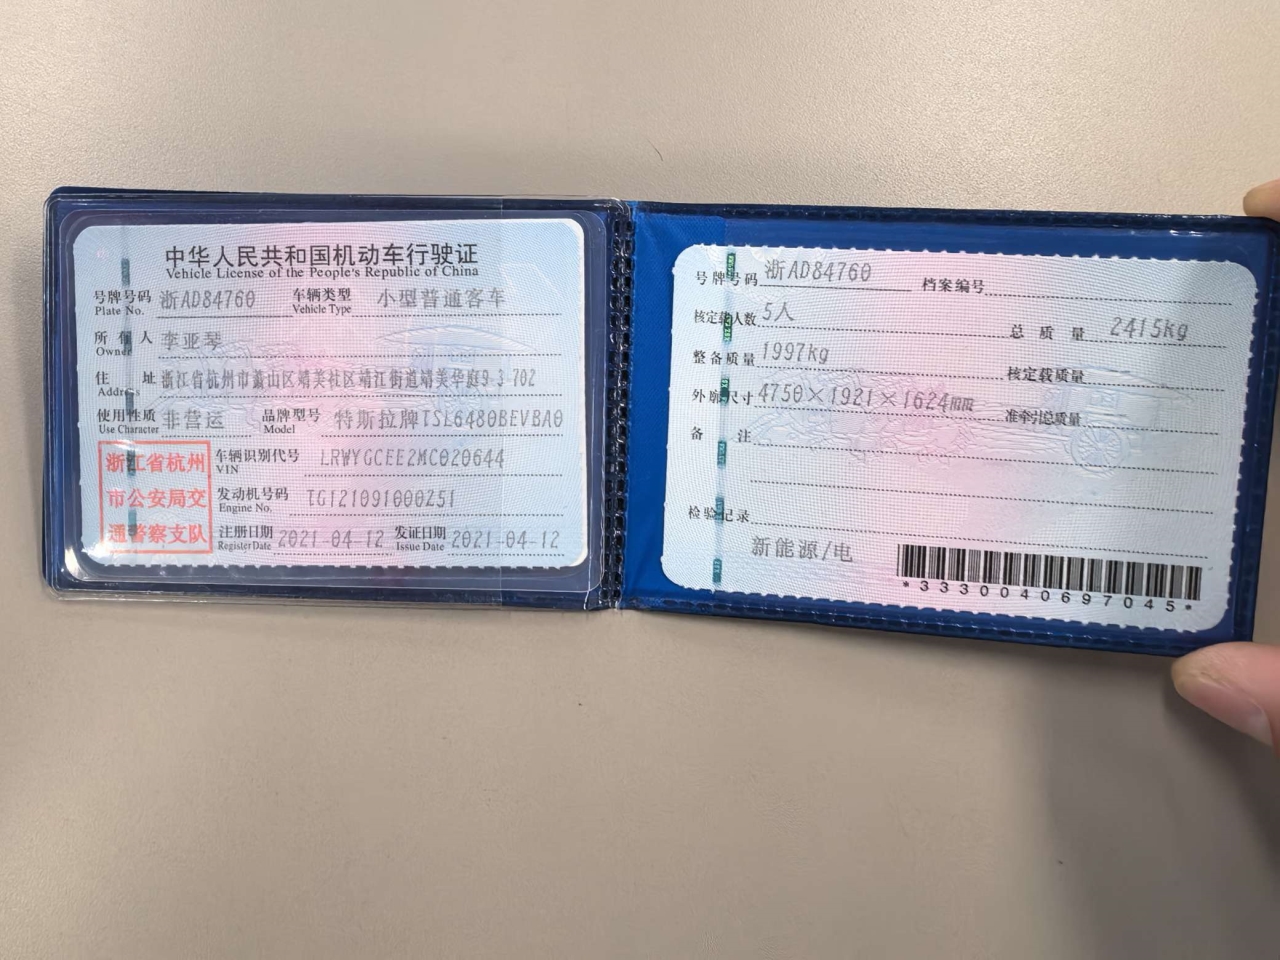 中华人民共和国机动车行驶证
Vehicle License of the People's Republic of China
号牌号码 浙AD84760 车辆类型 小型普通客车
Plate No. Vehicle Type
所有人 李亚琴
Owner
住址 浙江省杭州市萧山区靖美社区靖江街道靖美华庭9-3-702
Address
使用性质 非营运 品牌型号 特斯拉牌TSL6480BEVBA0
Use Character Model
浙江省杭州
市公安局交
通警察支队
车辆识别代号 LRWYGCEE2MC020644
VIN
发动机号码 TG121091000251
Engine No.
注册日期 2021-04-12 发证日期 2021-04-12
Register Date Issue Date
号牌号码 浙AD84760 档案编号
核定载人数 5人 总质量 2415kg
整备质量 1997kg 核定载质量
外廓尺寸 4750×1921×1624mm 准牵引总质量
备注
检验记录
新能源/电
*3330040697045*